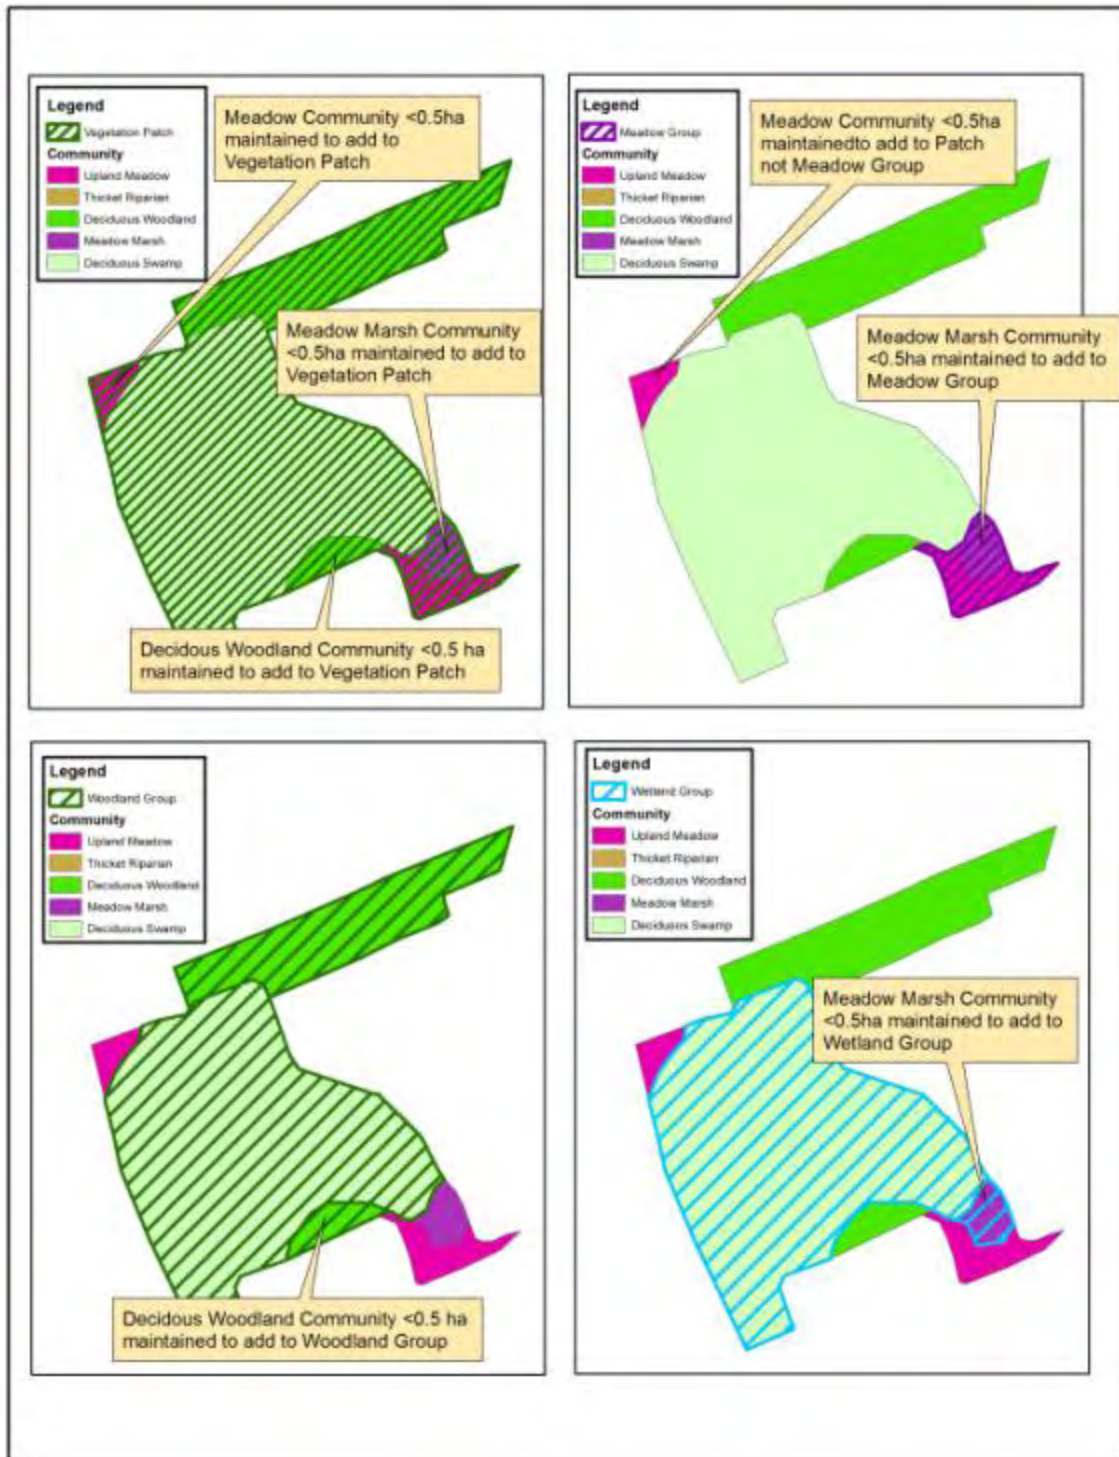 Legend
Vegetation Patch
Community
Upland Meadow
Thicket Riparian
Deciduous Woodland
Meadow Marsh
Deciduous Swamp
Meadow Community <0.5ha
maintained to add to
Vegetation Patch
Meadow Marsh Community
<0.5ha maintained to add to
Vegetation Patch
Decidous Woodland Community <0.5 ha
maintained to add to Vegetation Patch
Legend
Meadow Group
Community
Upland Meadow
Thicket Riparian
Deciduous Woodland
Meadow Marsh
Deciduous Swamp
Meadow Community <0.5ha
maintainedto add to Patch
not Meadow Group
Meadow Marsh Community
<0.5ha maintained to add to
Meadow Group
Legend
Woodland Group
Community
Upland Meadow
Thicket Riparian
Deciduous Woodland
Meadow Marsh
Deciduous Swamp
Decidous Woodland Community <0.5 ha
maintained to add to Woodland Group
Legend
Wetland Group
Community
Upland Meadow
Thicket Riparian
Deciduous Woodland
Meadow Marsh
Deciduous Swamp
Meadow Marsh Community
<0.5ha maintained to add to
Wetland Group